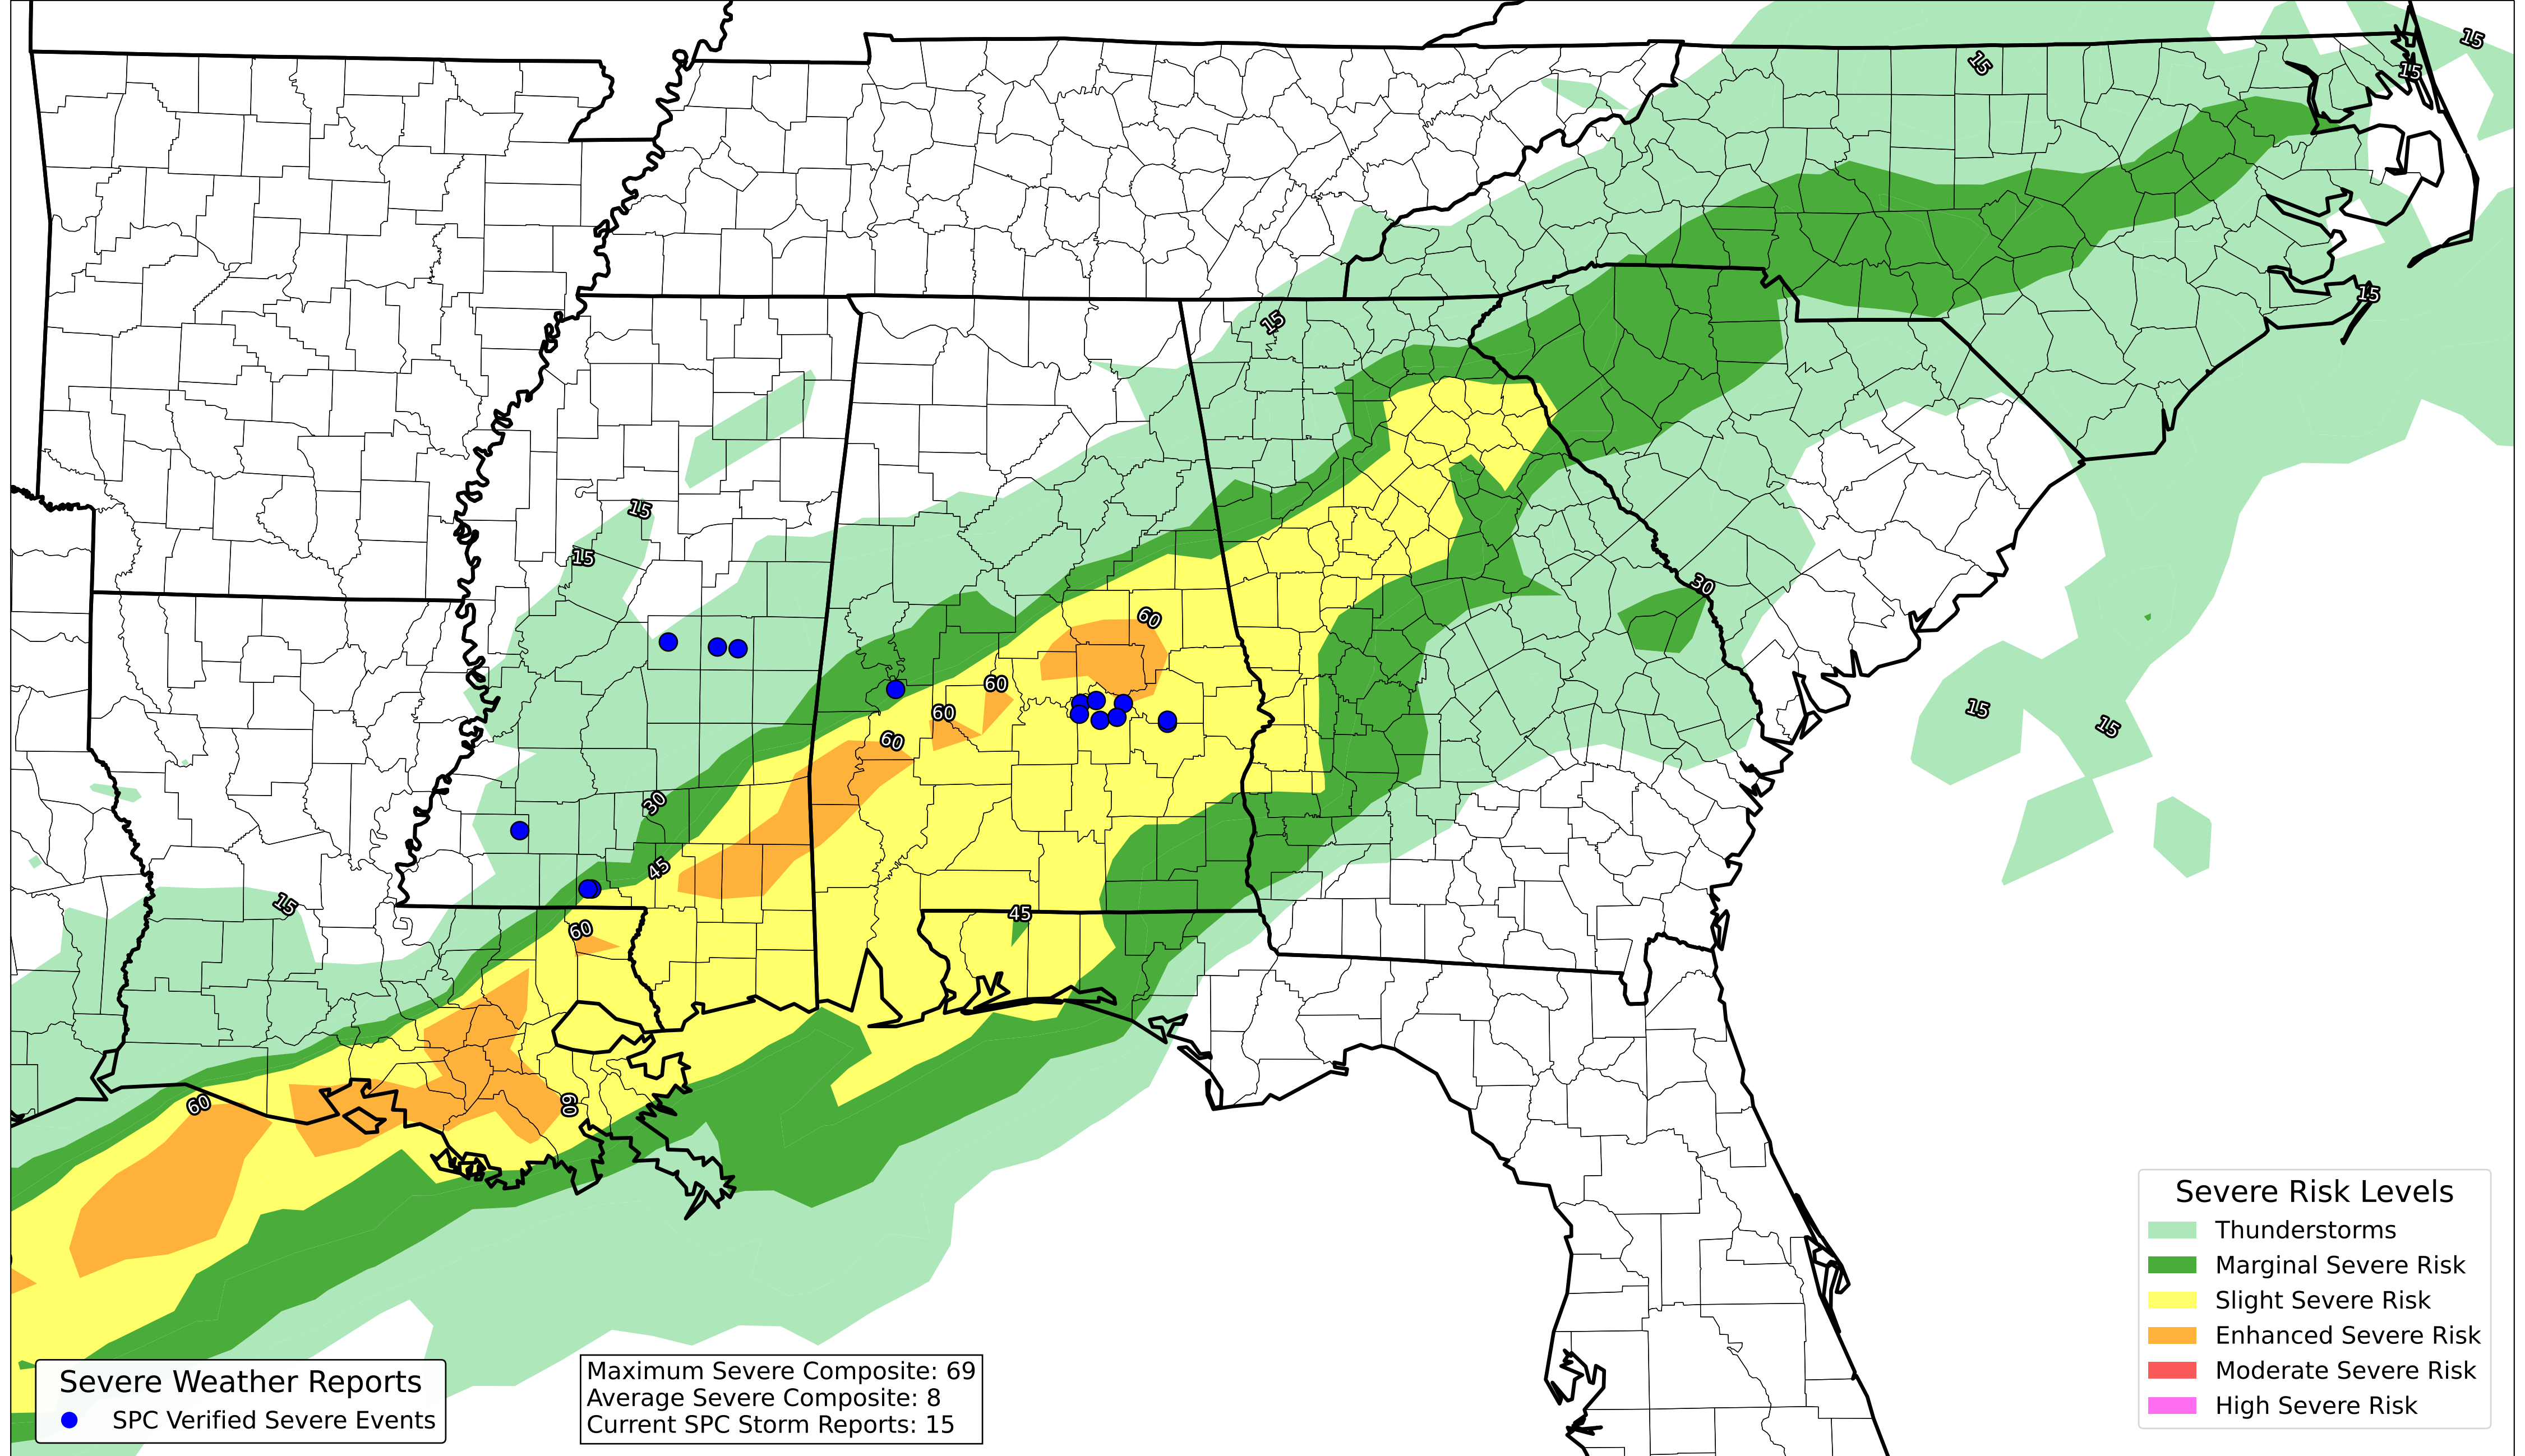 15
15
15
15
15
15
15
30
60
60
60
60
15
15
30
45
15
45
60
60
60
Severe Risk Levels
Thunderstorms
Marginal Severe Risk
Slight Severe Risk
Enhanced Severe Risk
Moderate Severe Risk
High Severe Risk
Severe Weather Reports
SPC Verified Severe Events
Maximum Severe Composite: 69
Average Severe Composite: 8
Current SPC Storm Reports: 15